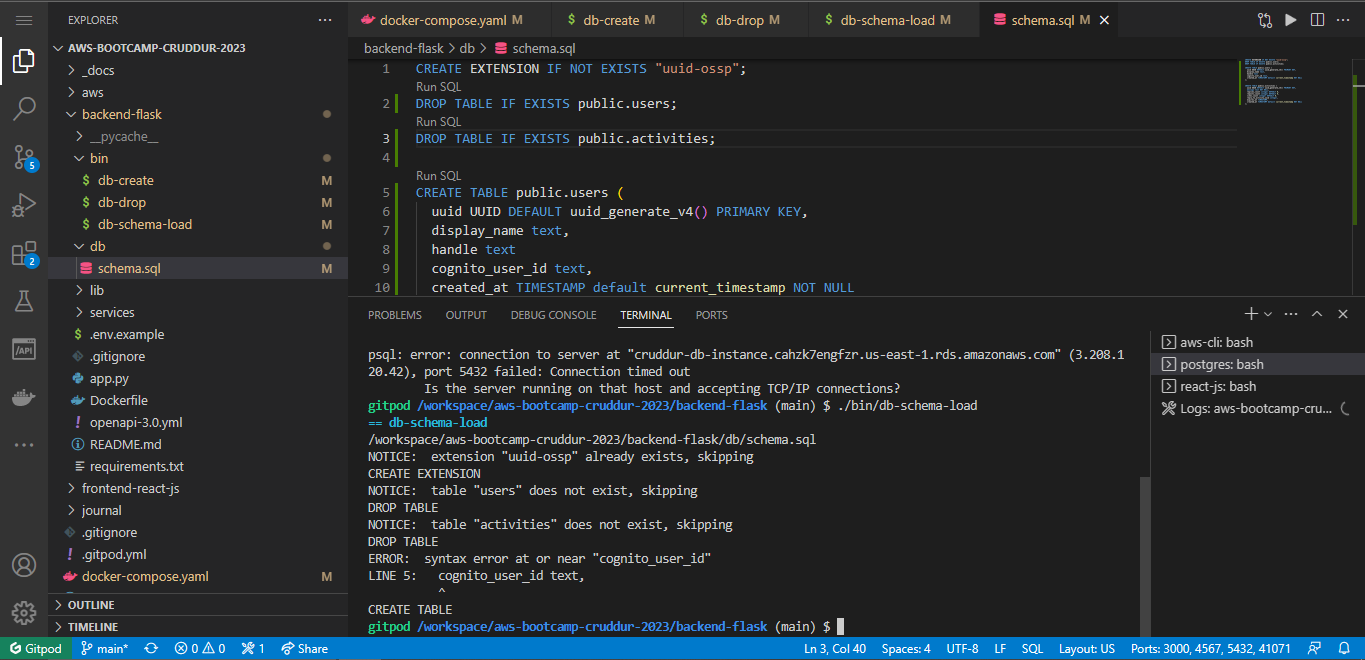 EXPLORER
AWS-BOOTCAMP-CRUDDUR-2023
_docs
aws
backend-flask
__pycache__
bin
$ db-create M
$ db-drop M
$ db-schema-load M
db
schema.sql M
lib
services
$ .env.example
.gitignore
app.py
Dockerfile
! openapi-3.0.yml
README.md
requirements.txt
frontend-react-js
journal
.gitignore
! .gitpod.yml
docker-compose.yaml M
OUTLINE
TIMELINE
5
2
docker-compose.yaml M
$ db-create M
$ db-drop M
$ db-schema-load M
schema.sql M
backend-flask > db > schema.sql
1 CREATE EXTENSION IF NOT EXISTS "uuid-ossp";
Run SQL
2 DROP TABLE IF EXISTS public.users;
Run SQL
3 DROP TABLE IF EXISTS public.activities;
4
Run SQL
5 CREATE TABLE public.users (
6 uuid UUID DEFAULT uuid_generate_v4() PRIMARY KEY,
7 display_name text,
8 handle text
9 cognito_user_id text,
10 created_at TIMESTAMP default current_timestamp NOT NULL
PROBLEMS OUTPUT DEBUG CONSOLE TERMINAL PORTS
psql: error: connection to server at "cruddur-db-instance.cahzk7engfzr.us-east-1.rds.amazonaws.com" (3.208.1
20.42), port 5432 failed: Connection timed out
Is the server running on that host and accepting TCP/IP connections?
gitpod /workspace/aws-bootcamp-cruddur-2023/backend-flask (main) $ ./bin/db-schema-load
== db-schema-load
/workspace/aws-bootcamp-cruddur-2023/backend-flask/db/schema.sql
NOTICE:  extension "uuid-ossp" already exists, skipping
CREATE EXTENSION
NOTICE:  table "users" does not exist, skipping
DROP TABLE
NOTICE:  table "activities" does not exist, skipping
DROP TABLE
ERROR:  syntax error at or near "cognito_user_id"
LINE 5:   cognito_user_id text,
^
CREATE TABLE
gitpod /workspace/aws-bootcamp-cruddur-2023/backend-flask (main) $
aws-cli: bash
postgres: bash
react-js: bash
Logs: aws-bootcamp-cru...
Gitpod main* 0 0 1 Share Ln 3, Col 40 Spaces: 4 UTF-8 LF SQL Layout: US Ports: 3000, 4567, 5432, 41071